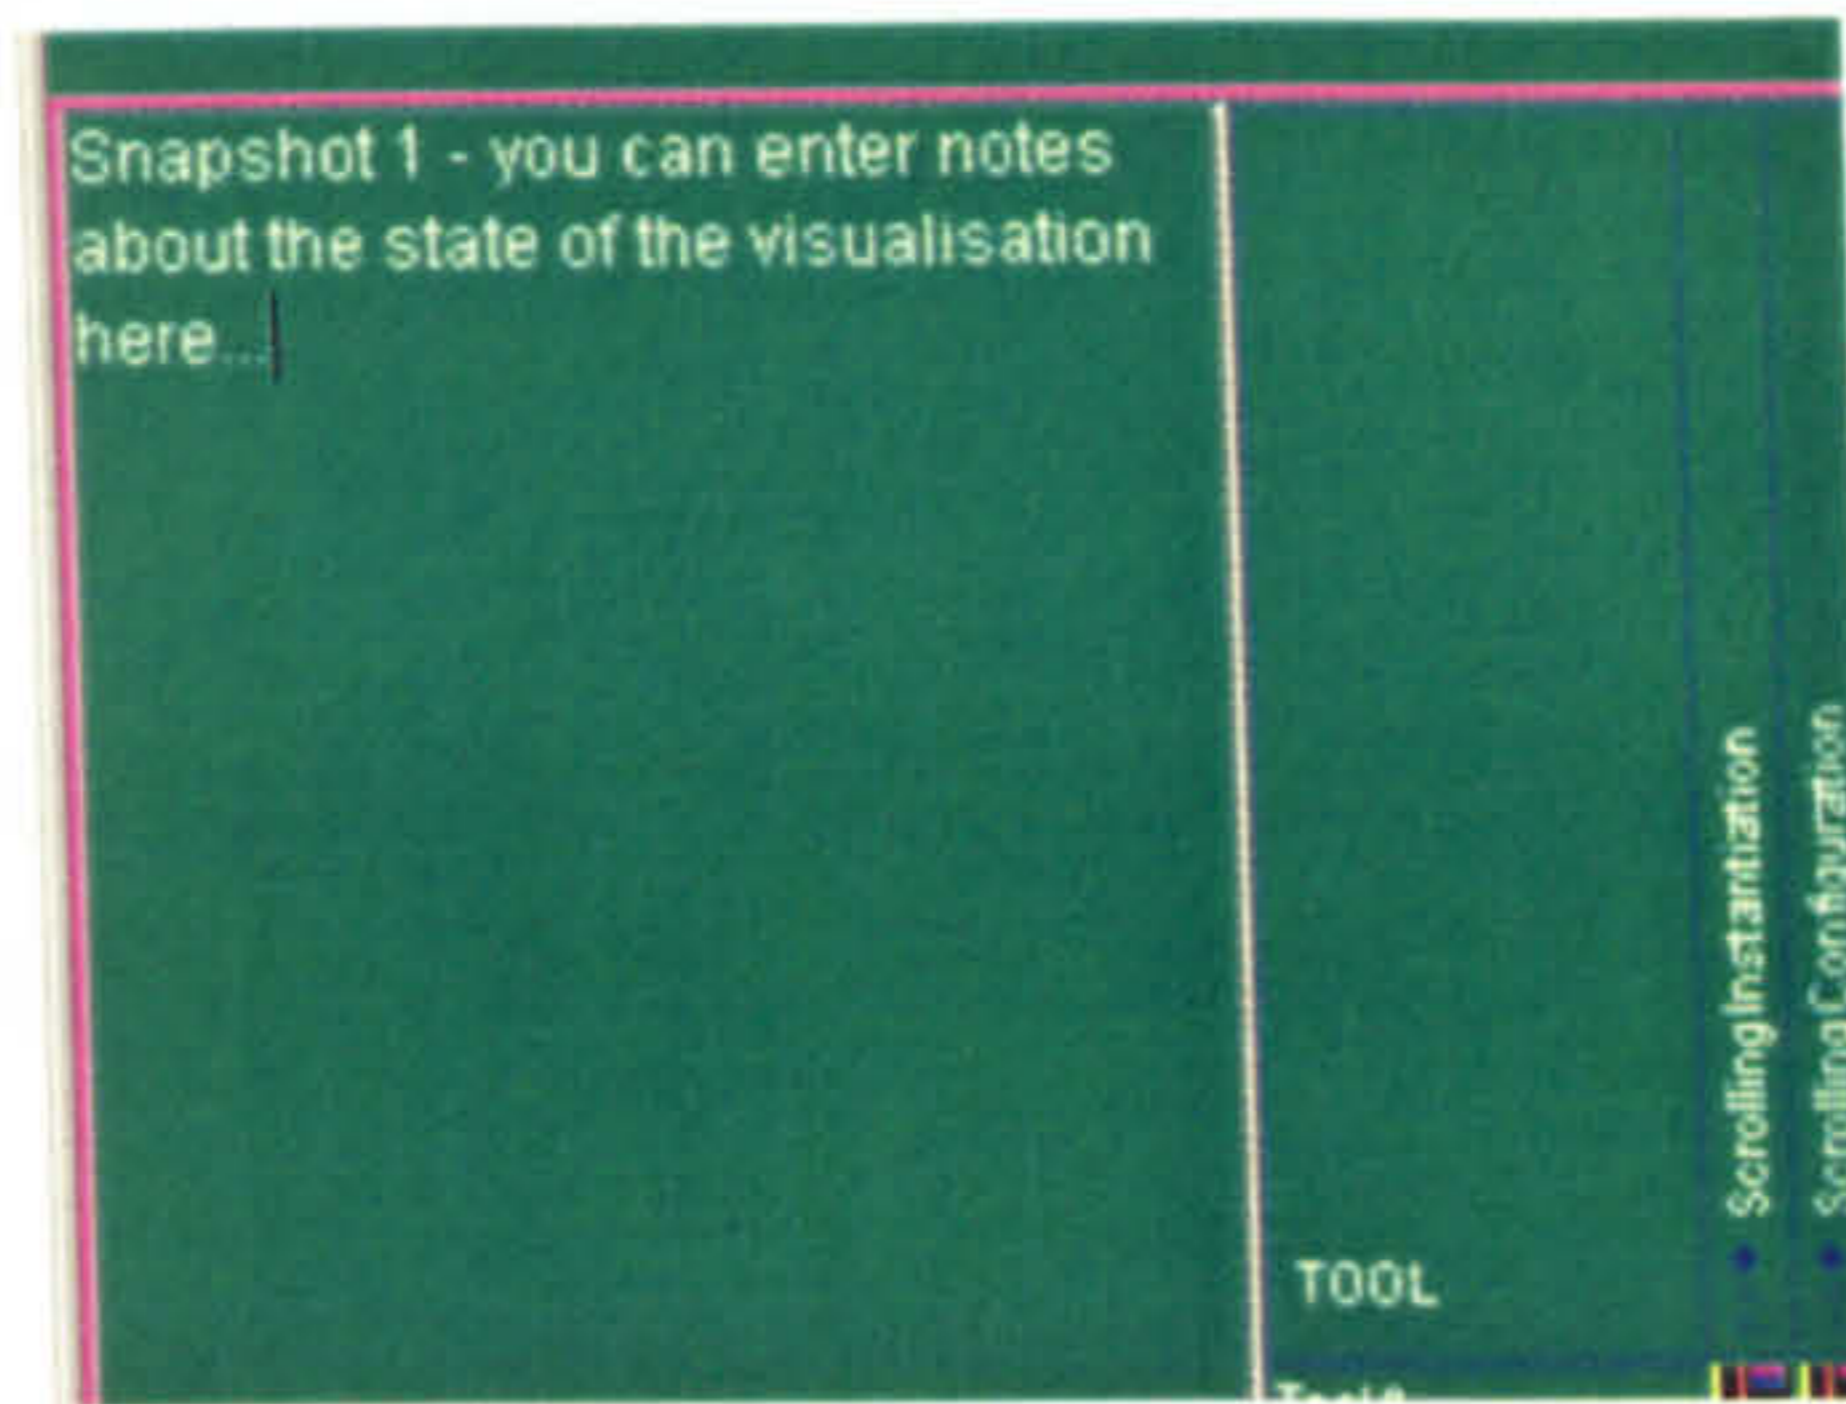 Snapshot 1 - you can enter notes
about the state of the visualisation
here...
ScrollingInstantiation
ScrollingConfiguration
TOOL